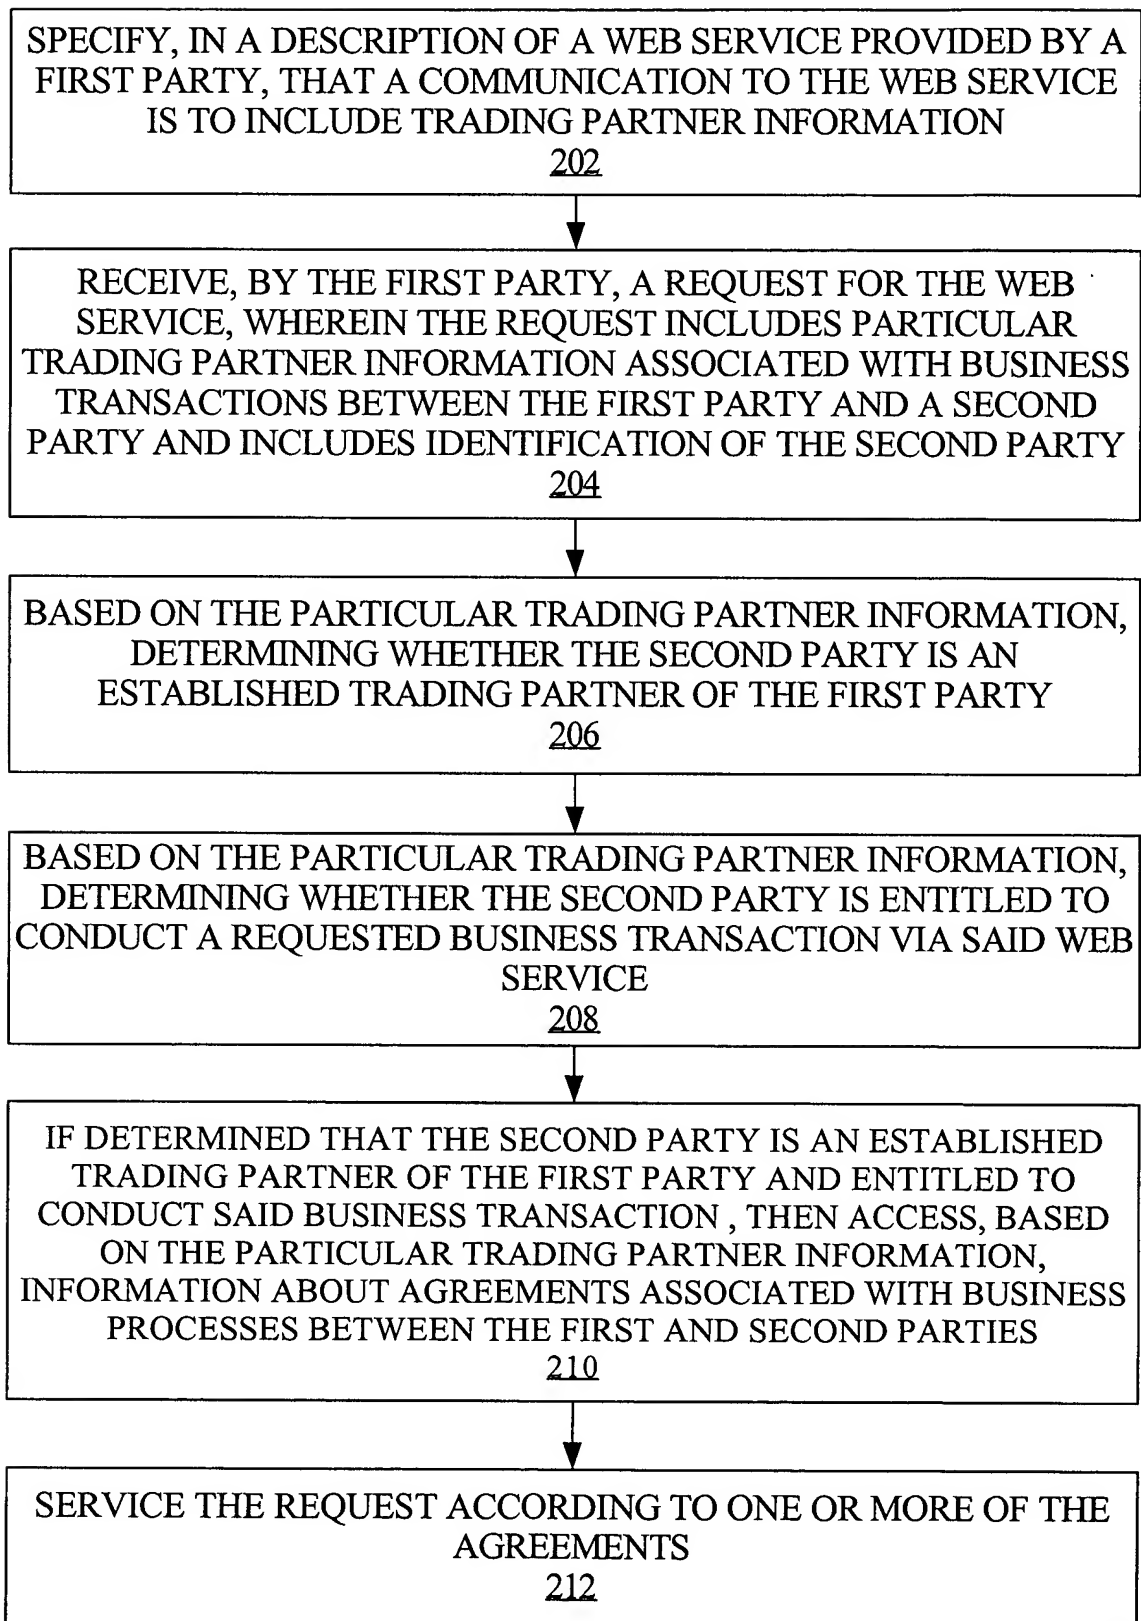 SPECIFY, IN A DESCRIPTION OF A WEB SERVICE PROVIDED BY A
FIRST PARTY, THAT A COMMUNICATION TO THE WEB SERVICE
IS TO INCLUDE TRADING PARTNER INFORMATION
202
RECEIVE, BY THE FIRST PARTY, A REQUEST FOR THE WEB
SERVICE, WHEREIN THE REQUEST INCLUDES PARTICULAR
TRADING PARTNER INFORMATION ASSOCIATED WITH BUSINESS
TRANSACTIONS BETWEEN THE FIRST PARTY AND A SECOND
PARTY AND INCLUDES IDENTIFICATION OF THE SECOND PARTY
204
BASED ON THE PARTICULAR TRADING PARTNER INFORMATION,
DETERMINING WHETHER THE SECOND PARTY IS AN
ESTABLISHED TRADING PARTNER OF THE FIRST PARTY
206
BASED ON THE PARTICULAR TRADING PARTNER INFORMATION,
DETERMINING WHETHER THE SECOND PARTY IS ENTITLED TO
CONDUCT A REQUESTED BUSINESS TRANSACTION VIA SAID WEB
SERVICE
208
IF DETERMINED THAT THE SECOND PARTY IS AN ESTABLISHED
TRADING PARTNER OF THE FIRST PARTY AND ENTITLED TO
CONDUCT SAID BUSINESS TRANSACTION , THEN ACCESS, BASED
ON THE PARTICULAR TRADING PARTNER INFORMATION,
INFORMATION ABOUT AGREEMENTS ASSOCIATED WITH BUSINESS
PROCESSES BETWEEN THE FIRST AND SECOND PARTIES
210
SERVICE THE REQUEST ACCORDING TO ONE OR MORE OF THE
AGREEMENTS
212